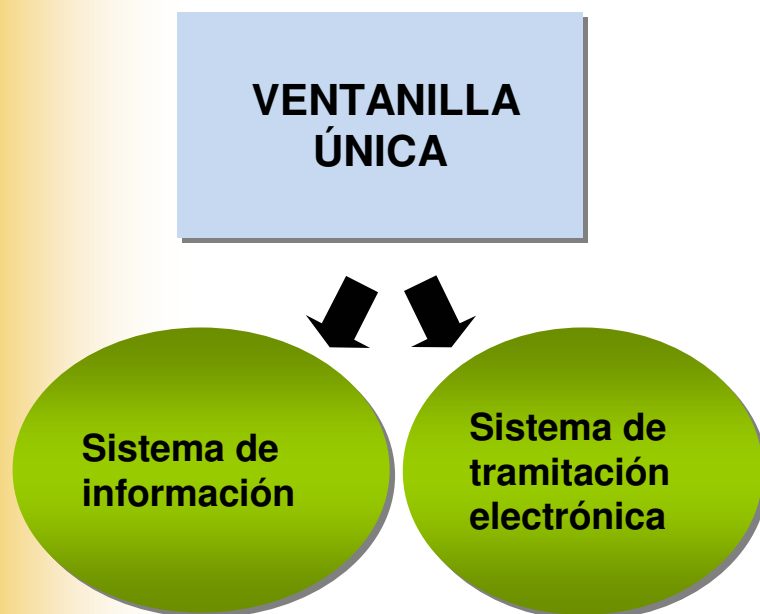 VENTANILLA
ÚNICA
Sistema de
información
Sistema de
tramitación
electrónica